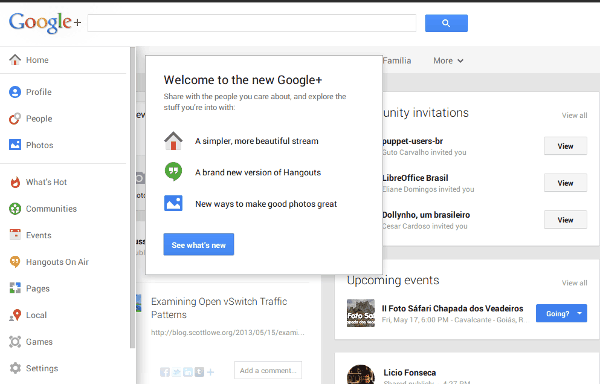 Google+
Home
Profile
People
Photos
What's Hot
Communities
Events
Hangouts On Air
Pages
Local
Games
Settings
Welcome to the new Google+
Share with the people you care about, and explore the
stuff you're into with:
A simpler, more beautiful stream
A brand new version of Hangouts
New ways to make good photos great
See what's new
Examining Open vSwitch Traffic
Patterns
http://blog.scottlowe.org/2013/05/15/exami...
Add a comment...
Família
More
unity invitations
View all
puppet-users-br
Guto Carvalho invited you
View
LibreOffice Brasil
Eliane Domingos invited you
View
Dollynho, um brasileiro
Cesar Cardoso invited you
View
Upcoming events
View all
II Foto Sáfari Chapada dos Veadeiros
Fri, May 17, 6:00 PM - Cavalcante - Goiás, R
Going?
Lício Fonseca